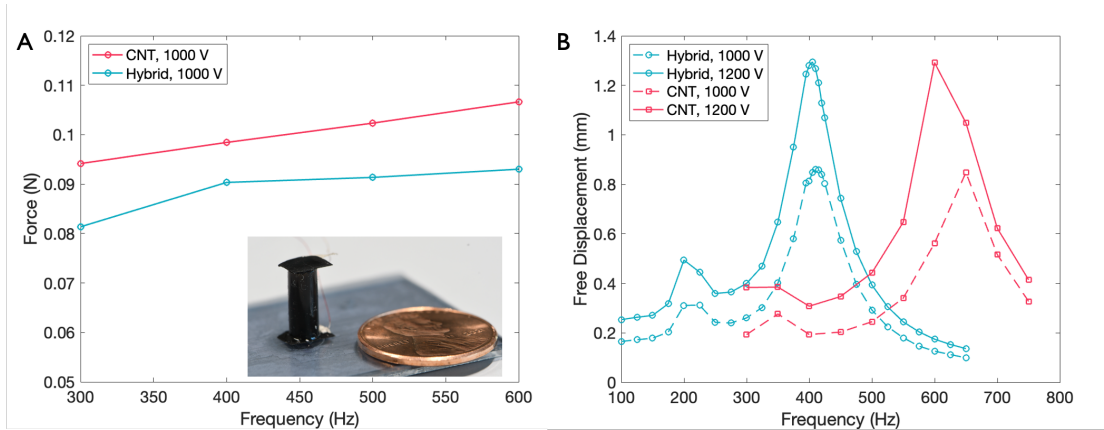 A
CNT, 1000 V
Hybrid, 1000 V
0.12
0.11
0.1
0.09
0.08
0.07
0.06
0.05
Force (N)
300
350
400
450
500
550
600
Frequency (Hz)
B
Hybrid, 1000 V
Hybrid, 1200 V
CNT, 1000 V
CNT, 1200 V
1.4
1.2
1
0.8
0.6
0.4
0.2
0
Free Displacement (mm)
100
200
300
400
500
600
700
800
Frequency (Hz)